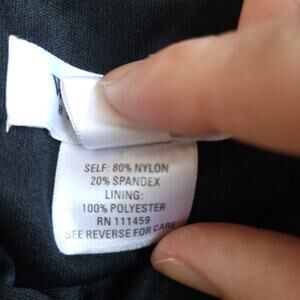 SELF: 80% NYLON
20% SPANDEX
LINING:
100% POLYESTER
RN 111459
SEE REVERSE FOR CARE